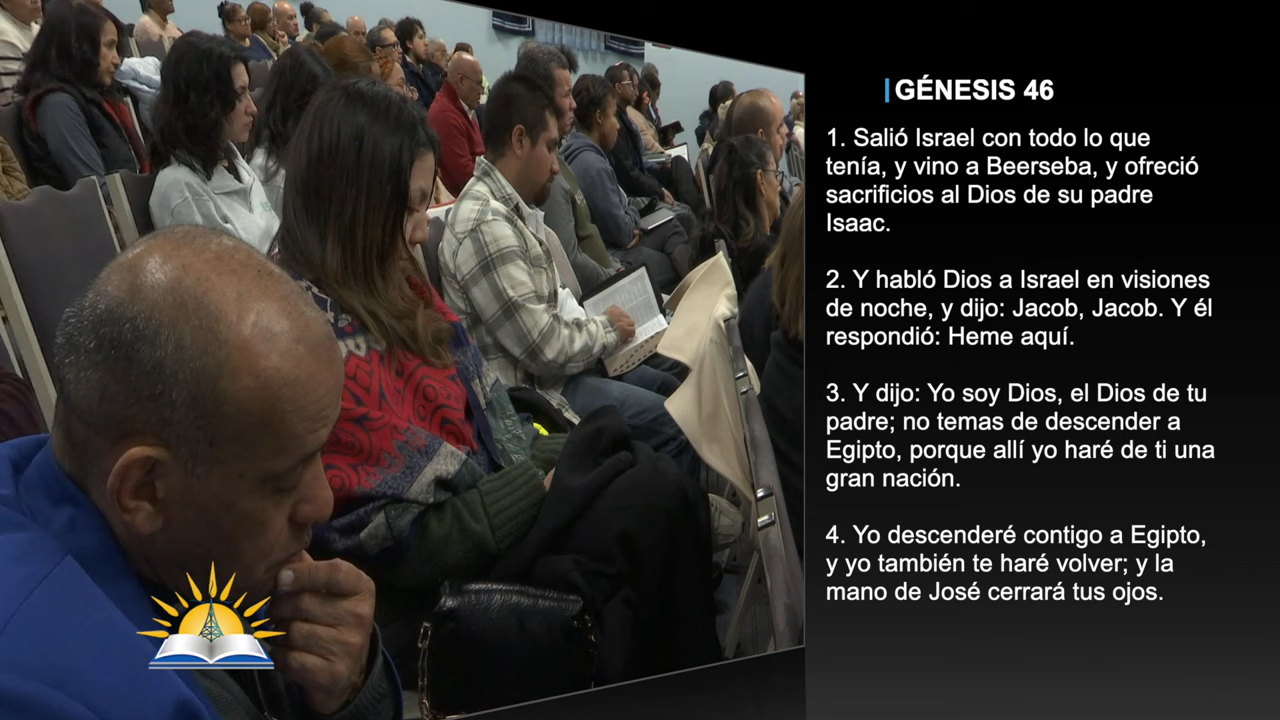 GÉNESIS 46
1. Salió Israel con todo lo que
tenía, y vino a Beerseba, y ofreció
sacrificios al Dios de su padre
Isaac.
2. Y habló Dios a Israel en visiones
de noche, y dijo: Jacob, Jacob. Y él
respondió: Heme aquí.
3. Y dijo: Yo soy Dios, el Dios de tu
padre; no temas de descender a
Egipto, porque allí yo haré de ti una
gran nación.
4. Yo descenderé contigo a Egipto,
y yo también te haré volver; y la
mano de José cerrará tus ojos.